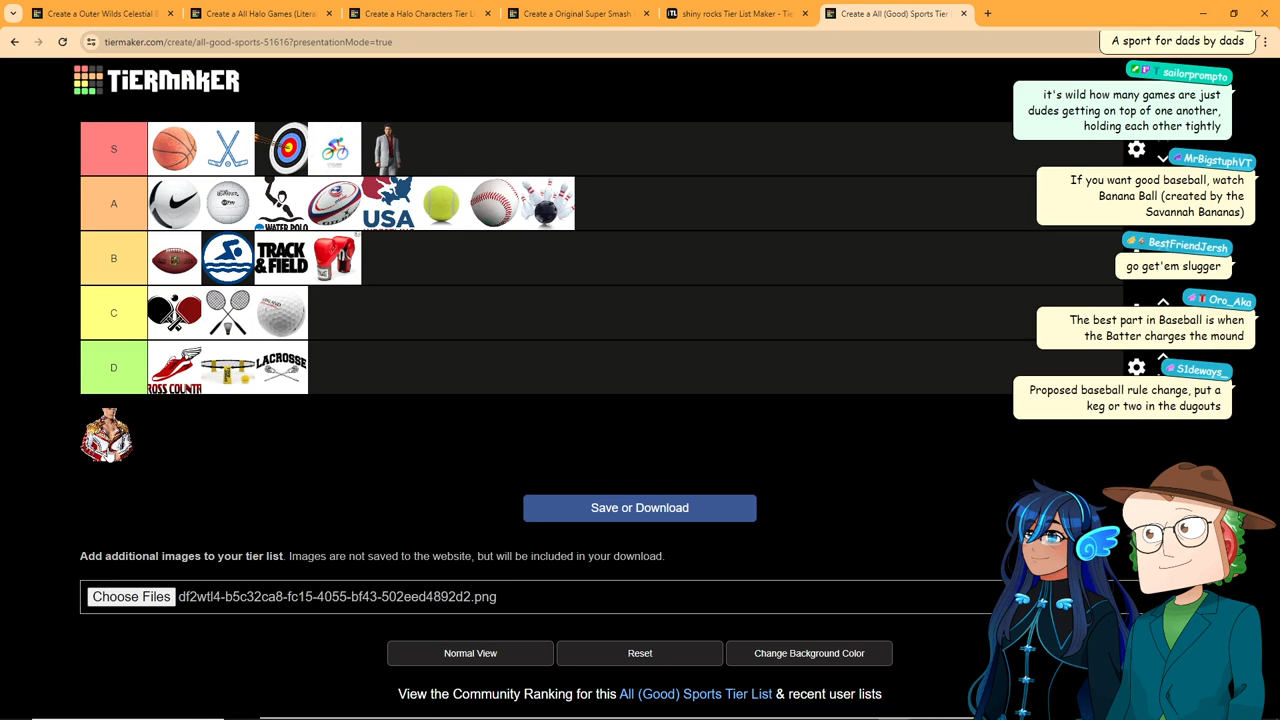 Create a Outer Wilds Celestial B
Create a All Halo Games (Litera
Create a Halo Characters Tier L
Create a Original Super Smash
shiny rocks Tier List Maker - Tie
Create a All (Good) Sports Tier
tiermaker.com/create/all-good-sports-51616?presentationMode=true
A sport for dads by dads
TIERMAKER
sailorprompto
it's wild how many games are just
dudes getting on top of one another,
holding each other tightly
S
MrBigstuphVT
If you want good baseball, watch
Banana Ball (created by the
Savannah Bananas)
A
WATER POLO
USA
BestFriendJersh
go get'em slugger
B
TRACK
& FIELD
Oro_Aka
The best part in Baseball is when
the Batter charges the mound
C
S1deways_
Proposed baseball rule change, put a
keg or two in the dugouts
D
CROSS COUNTRY
LACROSSE
Save or Download
Add additional images to your tier list. Images are not saved to the website, but will be included in your download.
Choose Files df2wtl4-b5c32ca8-fc15-4055-bf43-502eed4892d2.png
Normal View
Reset
Change Background Color
View the Community Ranking for this All (Good) Sports Tier List & recent user lists